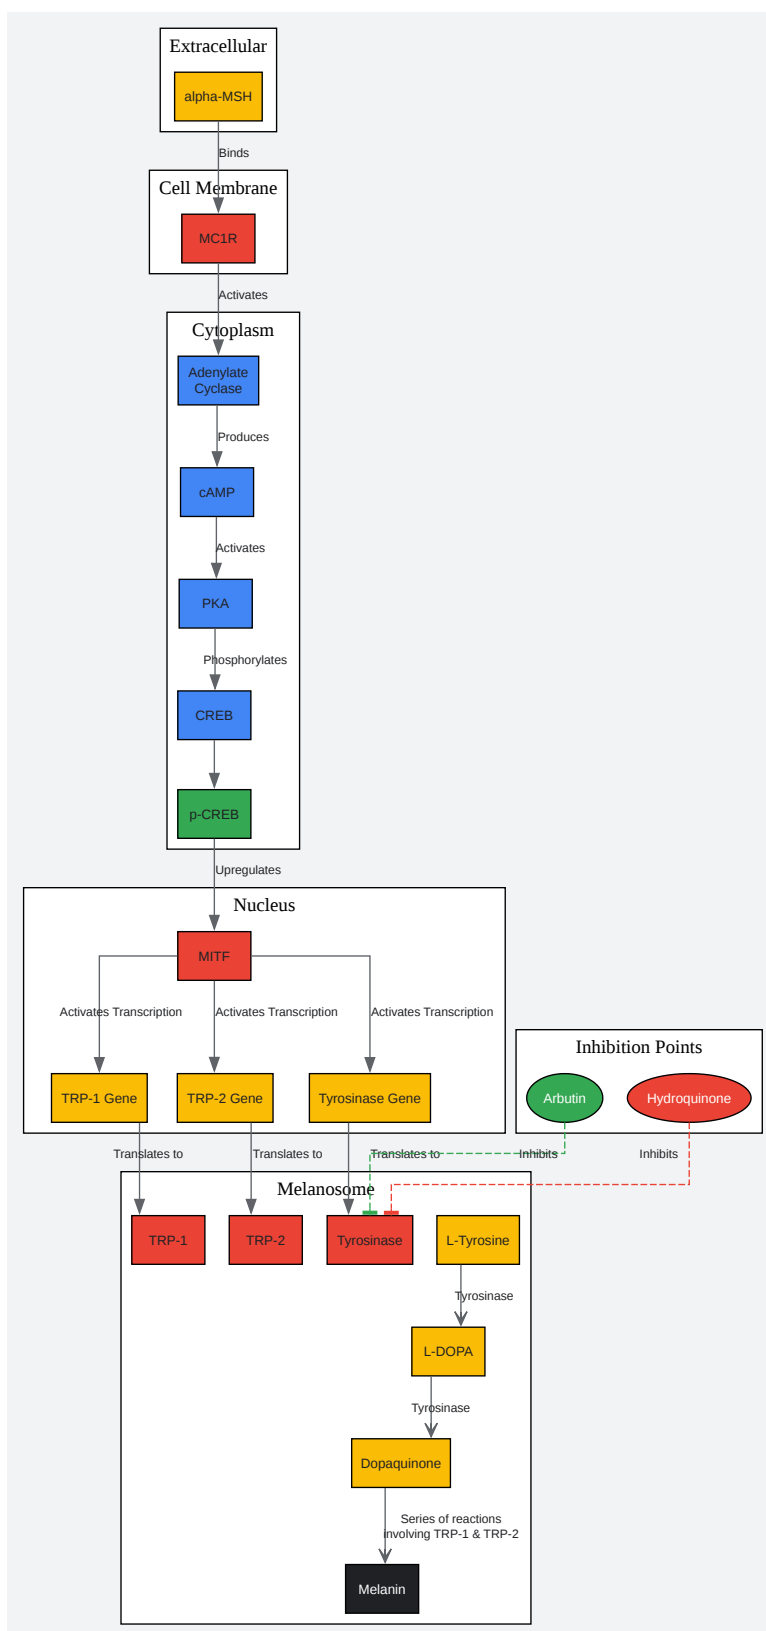 Extracellular
alpha-MSH
Binds
Cell Membrane
MC1R
Activates
Cytoplasm
Adenylate
Cyclase
Produces
cAMP
Activates
PKA
Phosphorylates
CREB
p-CREB
Upregulates
Nucleus
MITF
Activates Transcription
Activates Transcription
Activates Transcription
TRP-1 Gene
TRP-2 Gene
Tyrosinase Gene
Inhibition Points
Arbutin
Hydroquinone
Translates to
Translates to
Translates to
Inhibits
Inhibits
Melanosome
TRP-1
TRP-2
Tyrosinase
L-Tyrosine
Tyrosinase
L-DOPA
Tyrosinase
Dopaquinone
Series of reactions
involving TRP-1 & TRP-2
Melanin